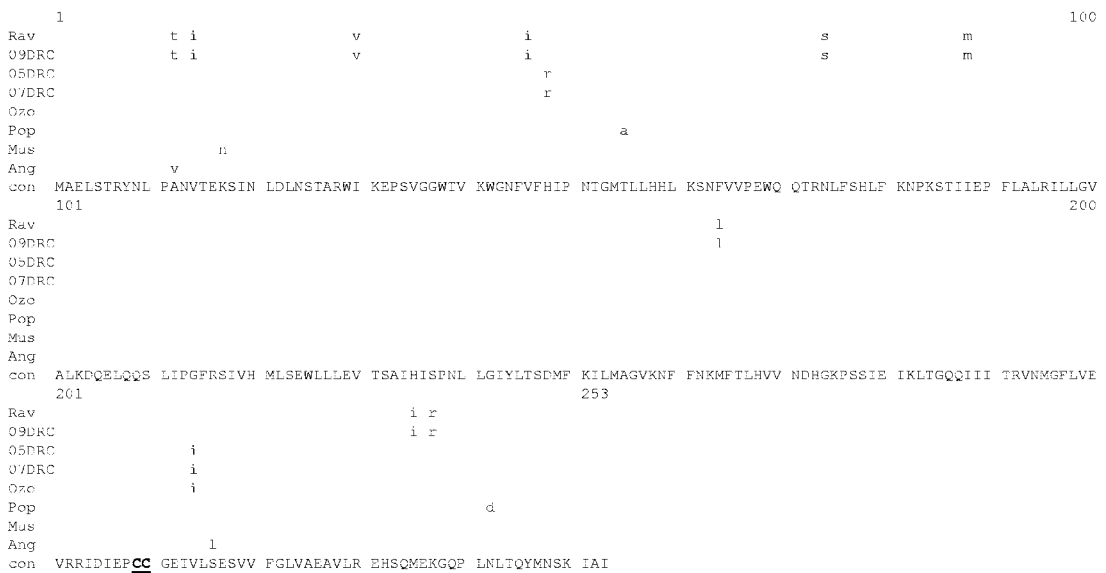 1 100
Rav t i v i s m
09DRC t i v i s m
05DRC r
07DRC r
Ozo
Pop a
Mus n
Ang v
con MAELSTRYNL PANVTEKSIN LDLNSTARWI KEPSVGGWTV KWGNFVFHIP NTGMTLLHHL KSNFVVPEWQ QTRNLFSHLF KNPKSTIIEP FLALRILLGV
101 200
Rav l
09DRC l
05DRC
07DRC
Ozo
Pop
Mus
Ang
con ALKDQELQQS LIPGFRSIVH MLSEWLLLEV TSAIHISPNL LGIYLTSDMF KILMAGVKNF FNKMFTLHVV NDHGKPSSIE IKLTGQQIII TRVNMGFLVE
201 253
Rav i r
09DRC i r
05DRC i
07DRC i
Ozo i
Pop d
Mus
Ang l
con VRRIDIEPCC GEIVLSESVV FGLVAEAVLR EHSQMEKGQP LNLTQYMNSK IAI